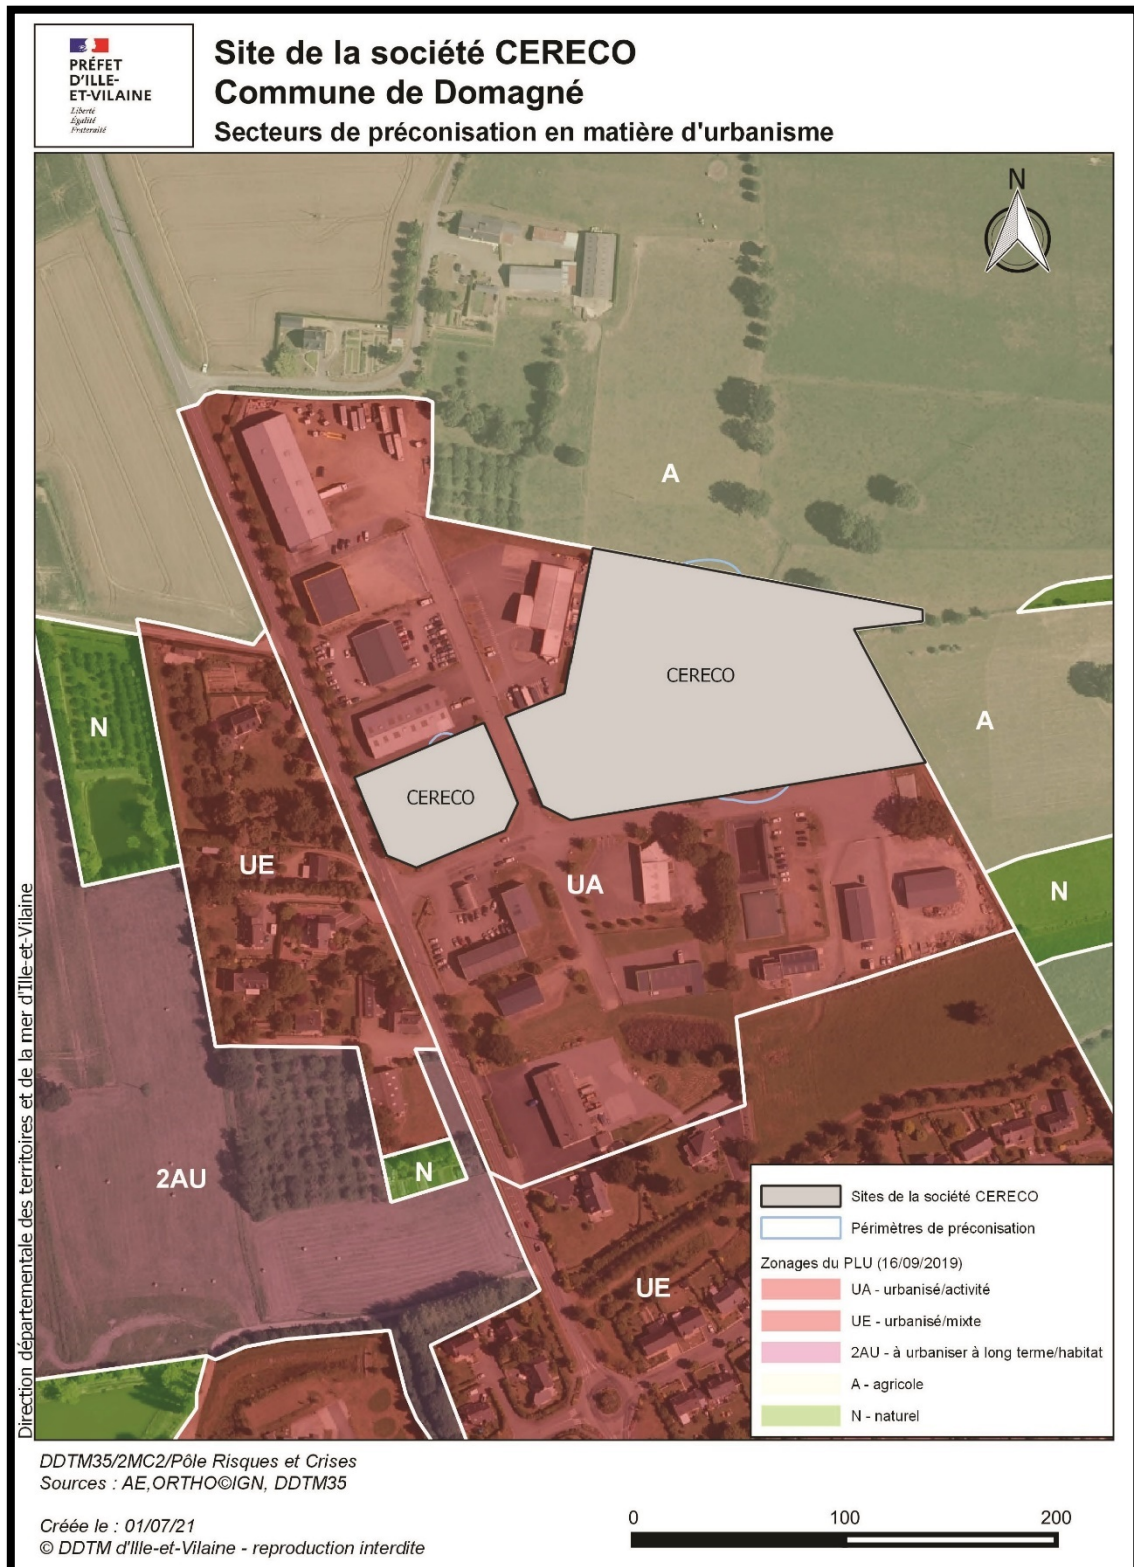 PRÉFET
D'ILLE-
ET-VILAINE
Liberté
Égalité
Fraternité
Site de la société CERECO
Commune de Domagné
Secteurs de préconisation en matière d'urbanisme
N
A
CERECO
A
N
CERECO
UE
UA
N
2AU
N
UE
Sites de la société CERECO
Périmètres de préconisation
Zonages du PLU (16/09/2019)
UA - urbanisé/activité
UE - urbanisé/mixte
2AU - à urbaniser à long terme/habitat
A - agricole
N - naturel
Direction départementale des territoires et de la mer d'Ille-et-Vilaine
DDTM35/2MC2/Pôle Risques et Crises
Sources : AE,ORTHO©IGN, DDTM35
Créée le : 01/07/21
© DDTM d'Ille-et-Vilaine - reproduction interdite
0 100 200